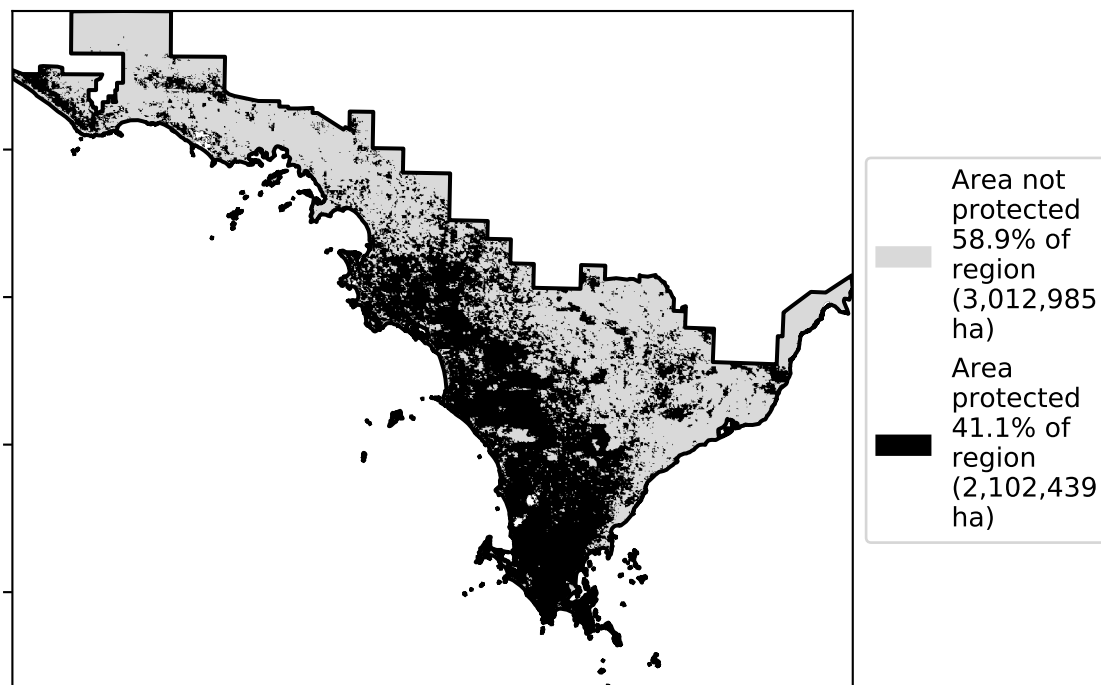 Area not
protected
58.9% of
region
(3,012,985
ha)
Area
protected
41.1% of
region
(2,102,439
ha)